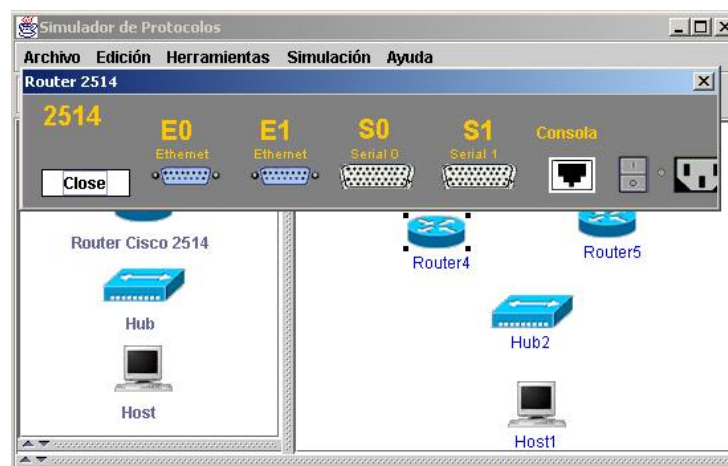 Simulador de Protocolos
Archivo Edición Herramientas Simulación Ayuda
Router 2514
2514
E0 E1 S0 S1 Consola
Ethernet Ethernet Serial 0 Serial 1
Close
Router Cisco 2514
Hub
Host
Router4
Router5
Hub2
Host1